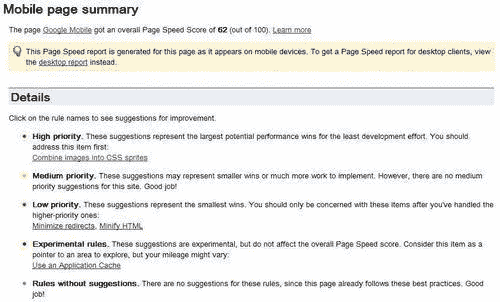 Mobile page summary
The page Google Mobile got an overall Page Speed Score of 62 (out of 100). Learn more
This Page Speed report is generated for this page as it appears on mobile devices. To get a Page Speed report for desktop clients, view
the desktop report instead.
Details
Click on the rule names to see suggestions for improvement.
High priority. These suggestions represent the largest potential performance wins for the least development effort. You should
address this item first:
Combine images into CSS sprites
Medium priority. These may represent smaller wins or much more work to implement. However, there are no medium
priority suggestions for this site. Good job!
Low priority. These suggestions represent the smallest wins. You should only be concerned with these items after you've handled the
higher-priority ones:
Minimize redirects, Minify HTML
Experimental rules. These suggestions are experimental, but do not affect the overall Page Speed score. Consider this item as a
pointer to an area to explore, but your mileage might vary:
Use an Application Cache
Rules without suggestions. There are no suggestions for these rules, since this page already follows these best practices. Good
job!